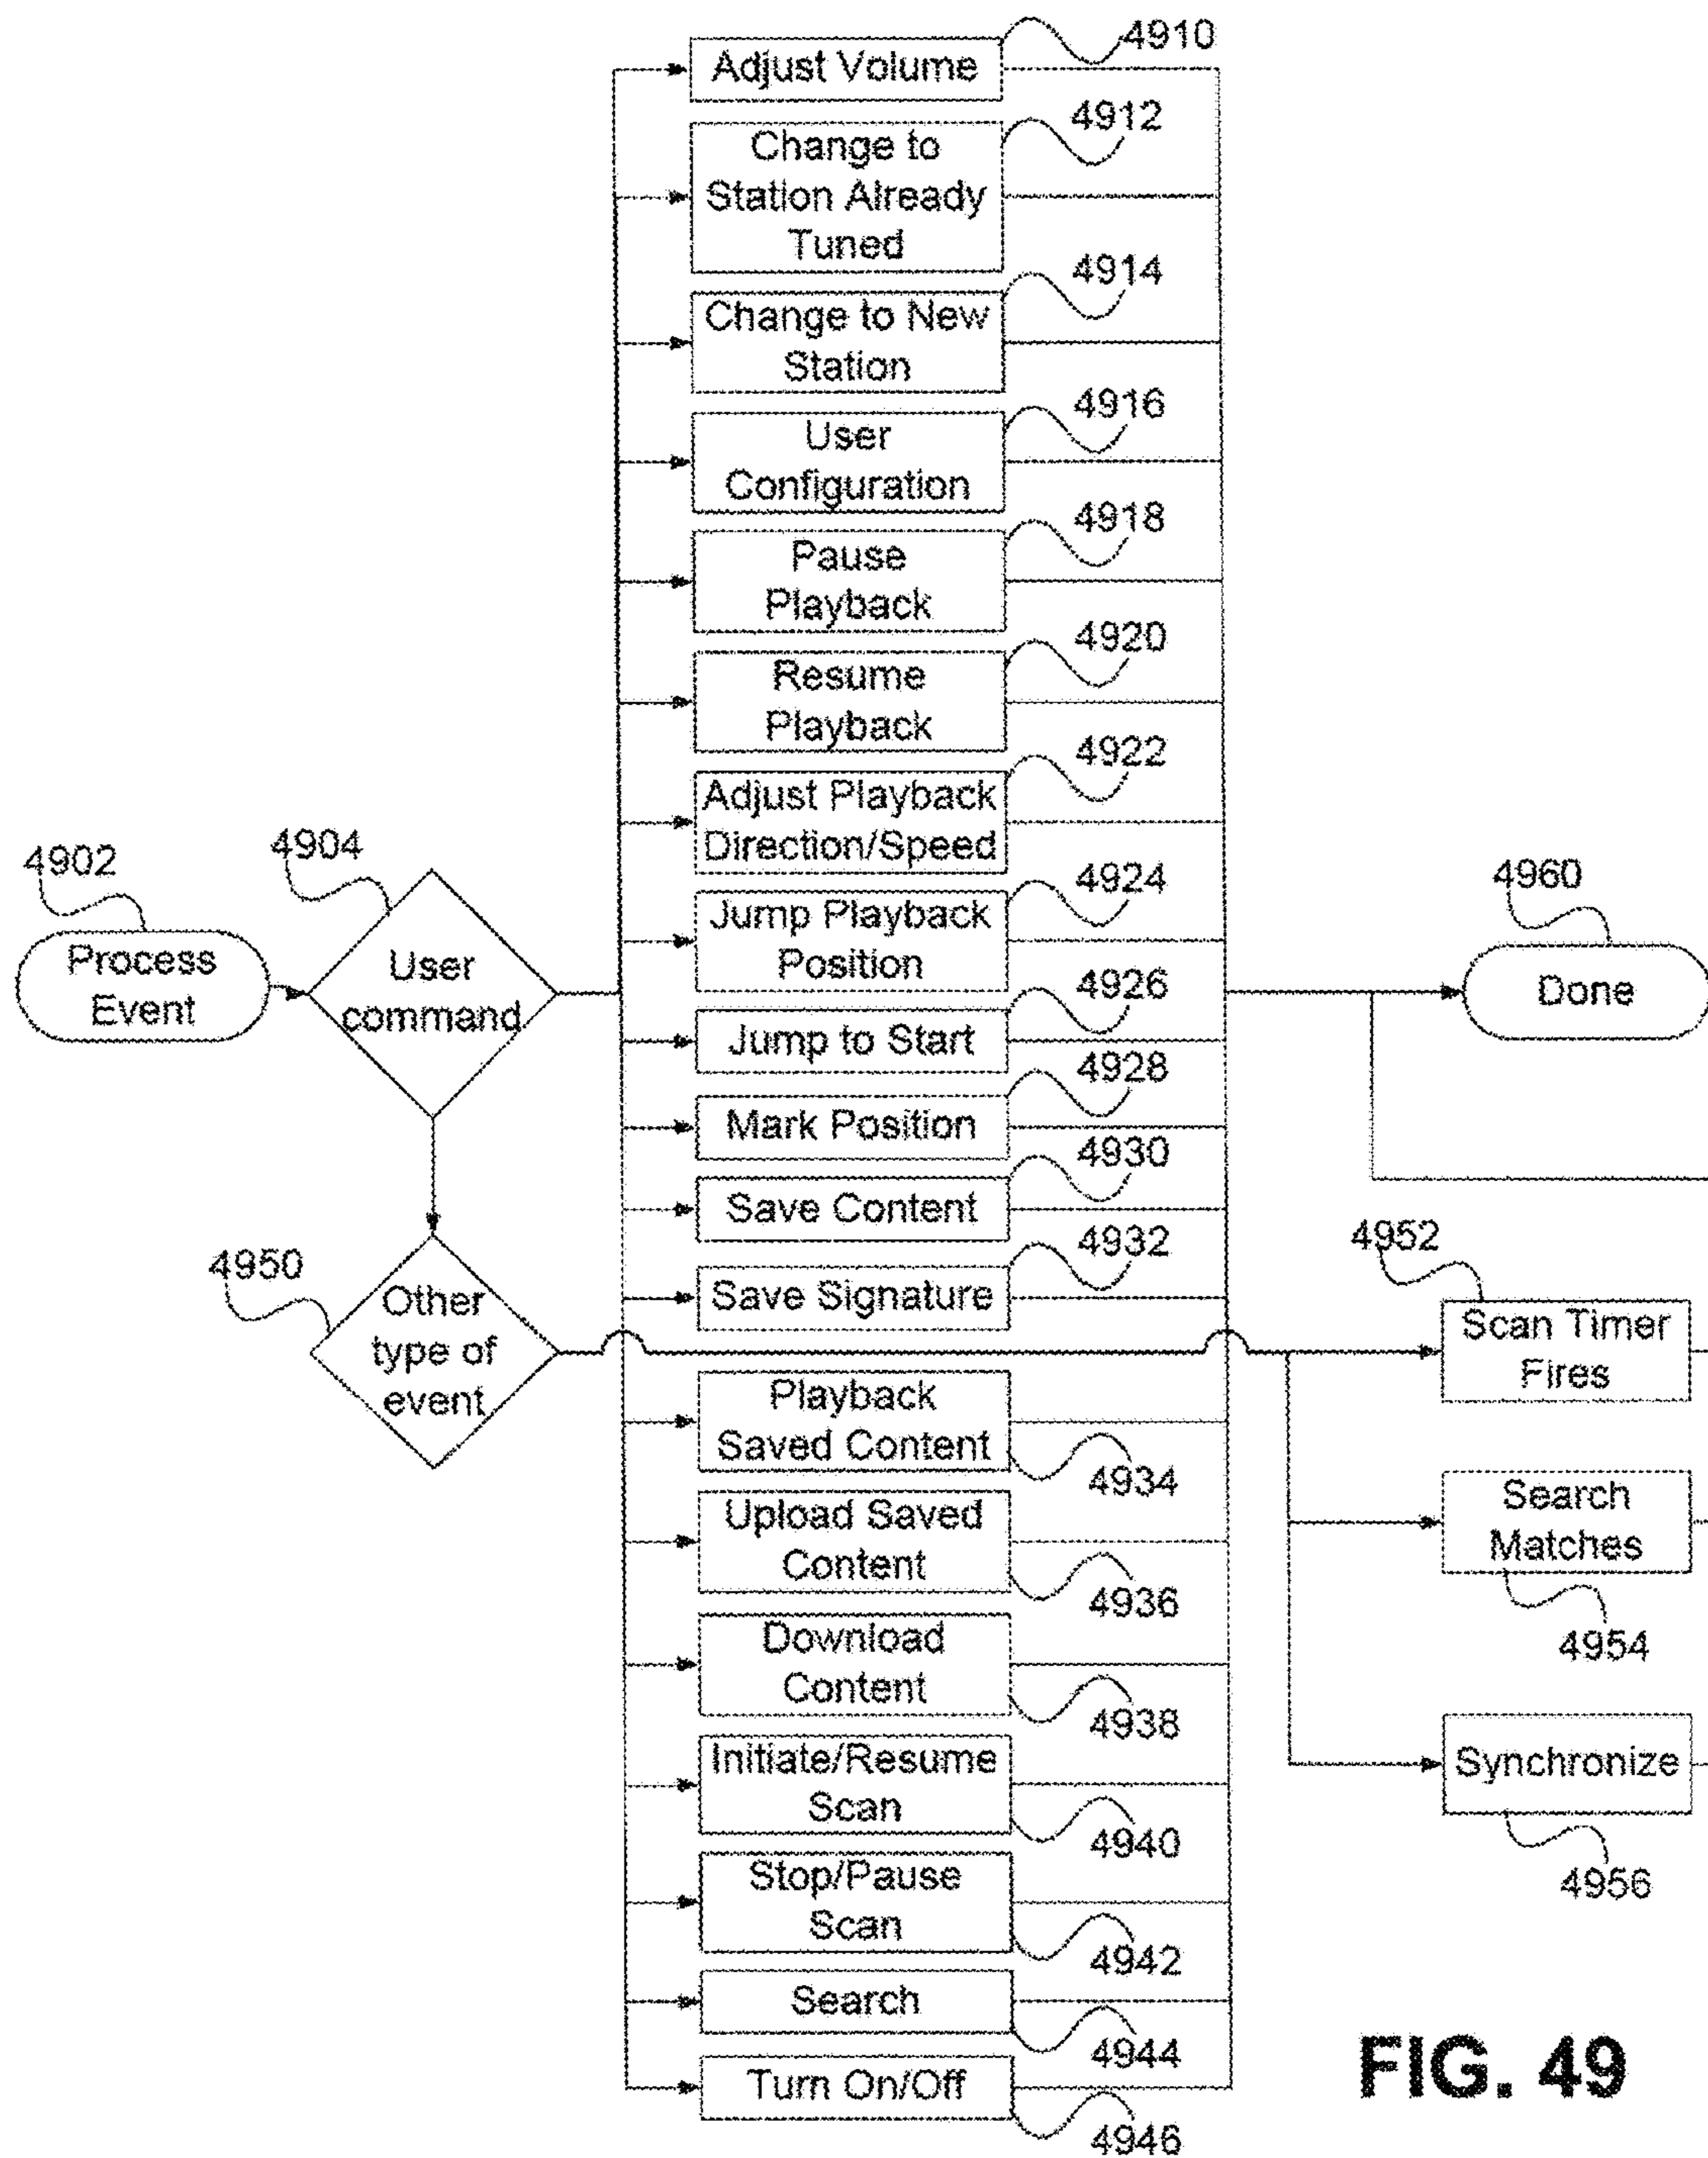 4910
Adjust Volume
4912
Change to
Station Already
Tuned
4914
Change to New
Station
4916
User
Configuration
4918
Pause
Playback
4920
Resume
Playback
4922
Adjust Playback
Direction/Speed
4902
Process
Event
4904
User
command
4924
Jump Playback
Position
4960
Done
4926
Jump to Start
4928
Mark Position
4930
Save Content
4932
Save Signature
4950
Other
type of
event
4952
Scan Timer
Fires
Playback
Saved Content
4934
Search
Matches
4954
Upload Saved
Content
4936
Download
Content
4938
Synchronize
4956
Initiate/Resume
Scan
4940
Stop/Pause
Scan
4942
Search
4944
Turn On/Off
4946
FIG. 49